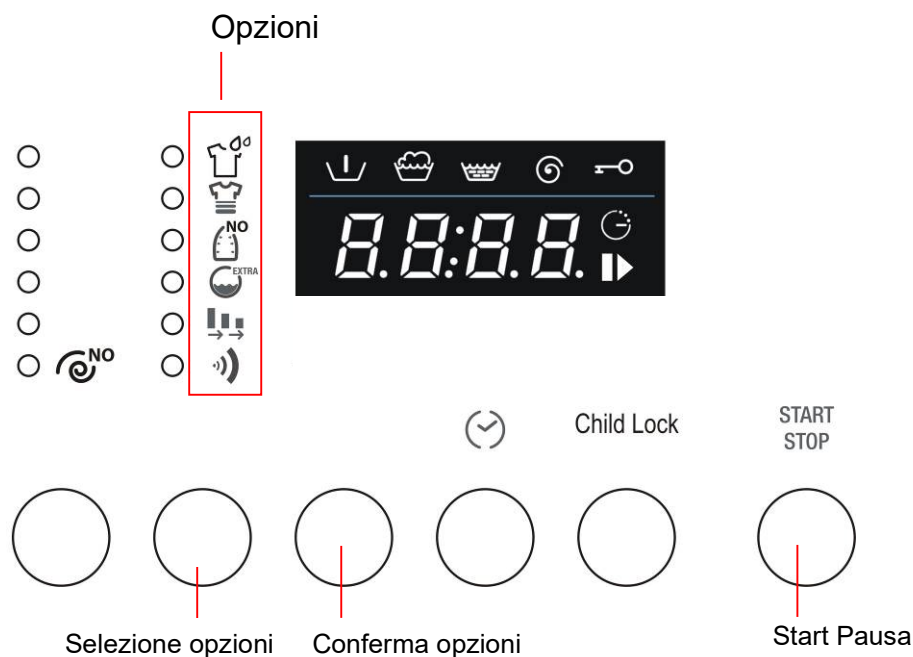 Opzioni
NO
EXTRA
NO
8.8:8.8.
Child Lock
START
STOP
Selezione opzioni
Conferma opzioni
Start Pausa